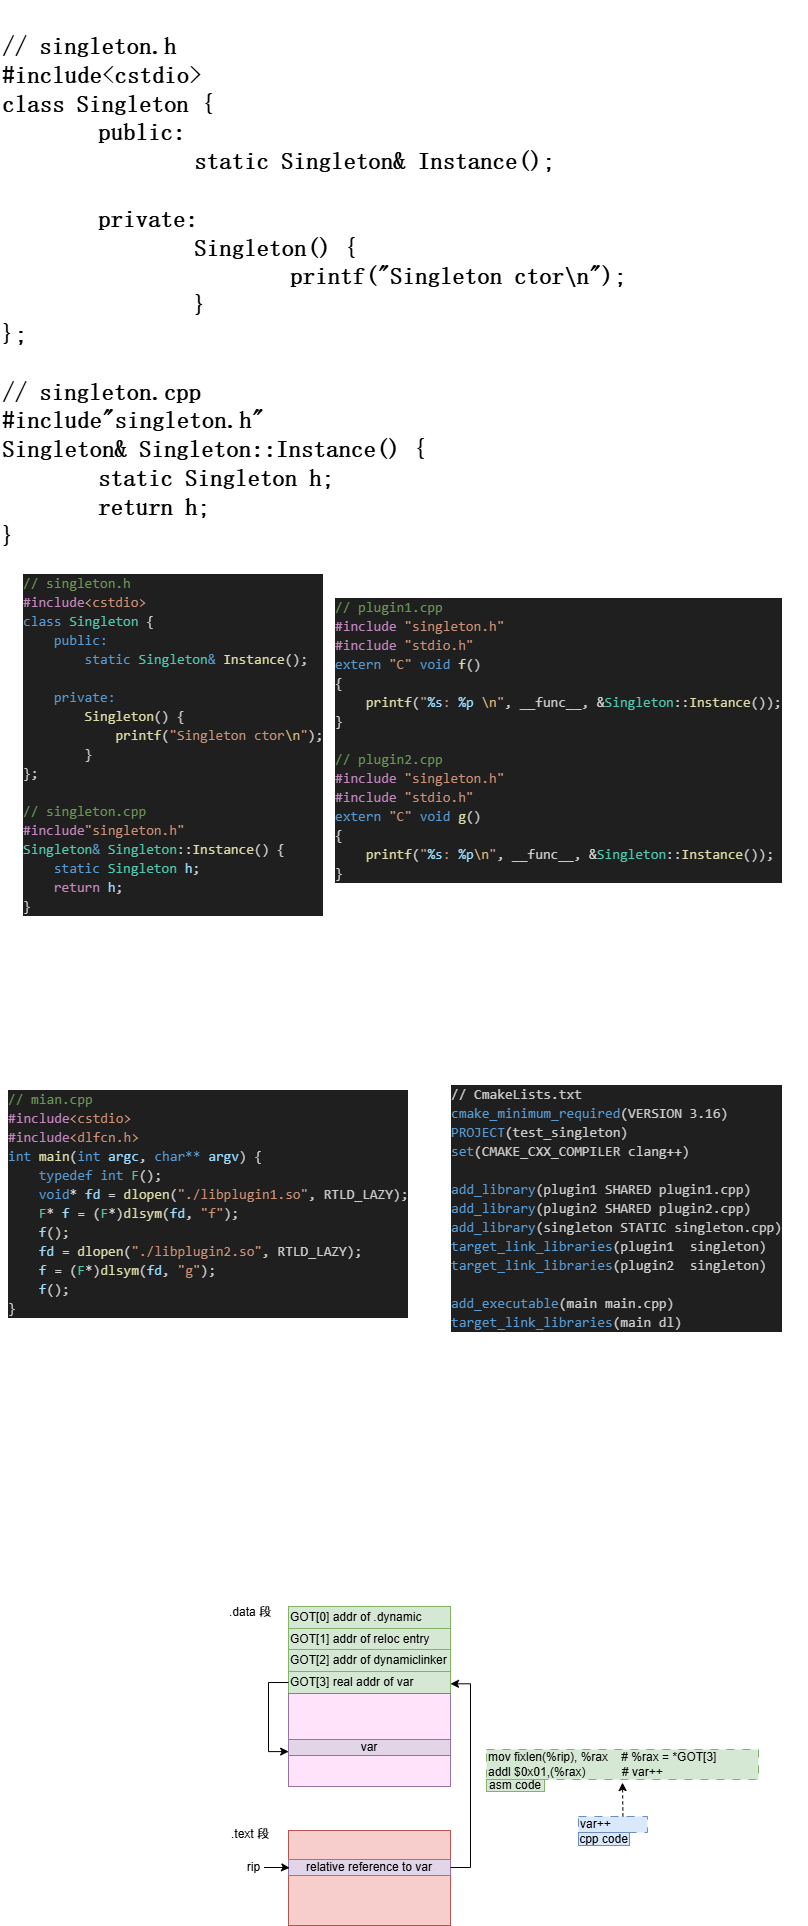 // singleton.h
#include<cstdio>
class Singleton {
public:
static Singleton& Instance();
private:
Singleton() {
printf("Singleton ctor\n");
}
};
// singleton.cpp
#include"singleton.h"
Singleton& Singleton::Instance() {
static Singleton h;
return h;
}
// singleton.h
#include<cstdio>
class Singleton {
public:
static Singleton& Instance();
private:
Singleton() {
printf("Singleton ctor\n");
}
};
// singleton.cpp
#include"singleton.h"
Singleton& Singleton::Instance() {
static Singleton h;
return h;
}
// plugin1.cpp
#include "singleton.h"
#include "stdio.h"
extern "C" void f()
{
printf("%s: %p \n", __func__, &Singleton::Instance());
}
// plugin2.cpp
#include "singleton.h"
#include "stdio.h"
extern "C" void g()
{
printf("%s: %p\n", __func__, &Singleton::Instance());
}
// mian.cpp
#include<cstdio>
#include<dlfcn.h>
int main(int argc, char** argv) {
typedef int F();
void* fd = dlopen("./libplugin1.so", RTLD_LAZY);
F* f = (F*)dlsym(fd, "f");
f();
fd = dlopen("./libplugin2.so", RTLD_LAZY);
f = (F*)dlsym(fd, "g");
f();
}
// CmakeLists.txt
cmake_minimum_required(VERSION 3.16)
PROJECT(test_singleton)
set(CMAKE_CXX_COMPILER clang++)
add_library(plugin1 SHARED plugin1.cpp)
add_library(plugin2 SHARED plugin2.cpp)
add_library(singleton STATIC singleton.cpp)
target_link_libraries(plugin1  singleton)
target_link_libraries(plugin2  singleton)
add_executable(main main.cpp)
target_link_libraries(main dl)
.data 段
GOT[0] addr of .dynamic
GOT[1] addr of reloc entry
GOT[2] addr of dynamiclinker
GOT[3] real addr of var
var
mov fixlen(%rip), %rax # %rax = *GOT[3]
addl $0x01,(%rax) # var++
asm code
var++
cpp code
.text 段
rip
relative reference to var